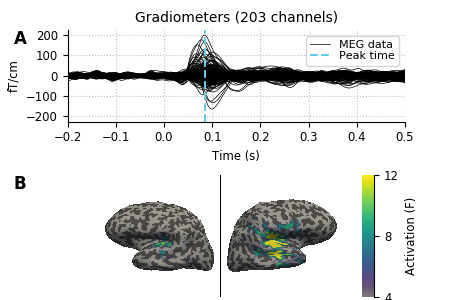 Gradiometers (203 channels)
A
200
100
0
−100
−200
fT/cm
MEG data
Peak time
−0.2 −0.1 0.0 0.1 0.2 0.3 0.4 0.5
Time (s)
B
12
8
4
Activation (F)